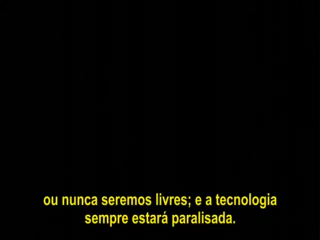 ou nunca seremos livres; e a tecnologia
sempre estará paralisada.